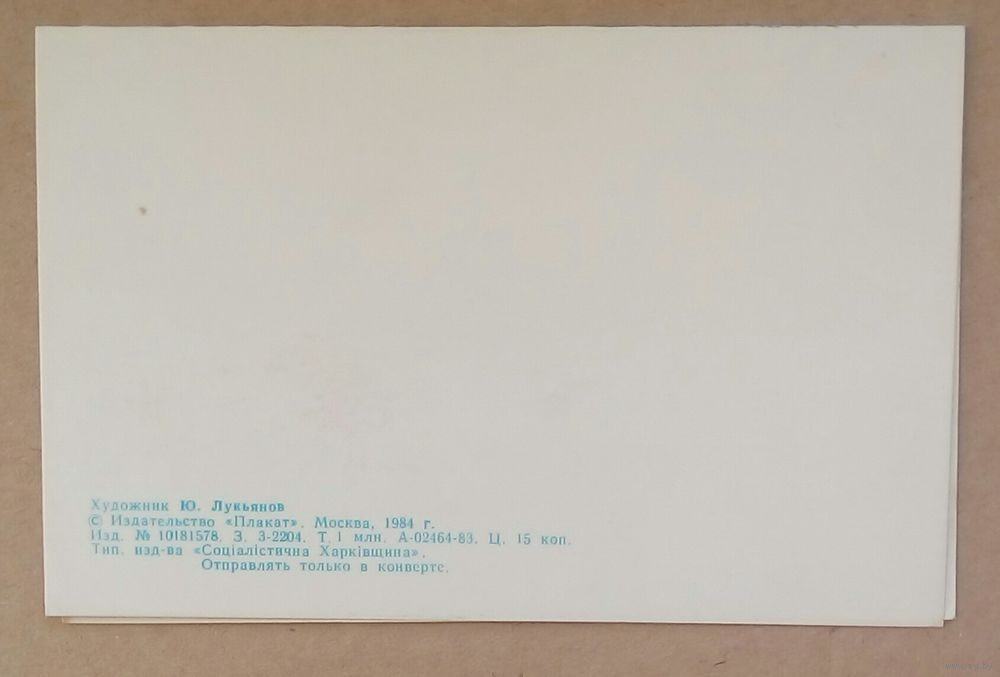 Художник Ю. Лукьянов
© Издательство «Плакат». Москва, 1984 г.
Изд. № 10181578. З. 3-2204. Т. 1 млн. А-02464-83. Ц. 15 коп.
Тип. изд-ва «Соціалістична Харківщина».
Отправлять только в конверте.